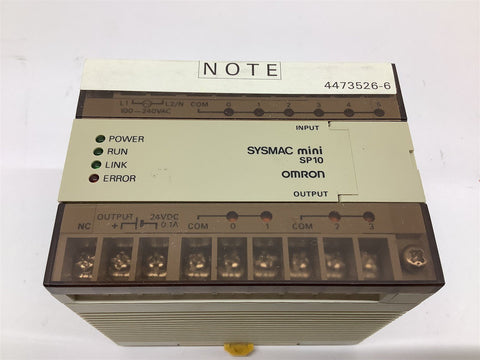 NOTE
4473526-6
L1 L2/N COM 0 1 2 3 4 5
100-240VAC
INPUT
POWER
RUN
LINK
ERROR
SYSMAC mini
SP10
OMRON
OUTPUT
OUTPUT 24VDC
NC + 0.1A COM 0 1 COM 2 3